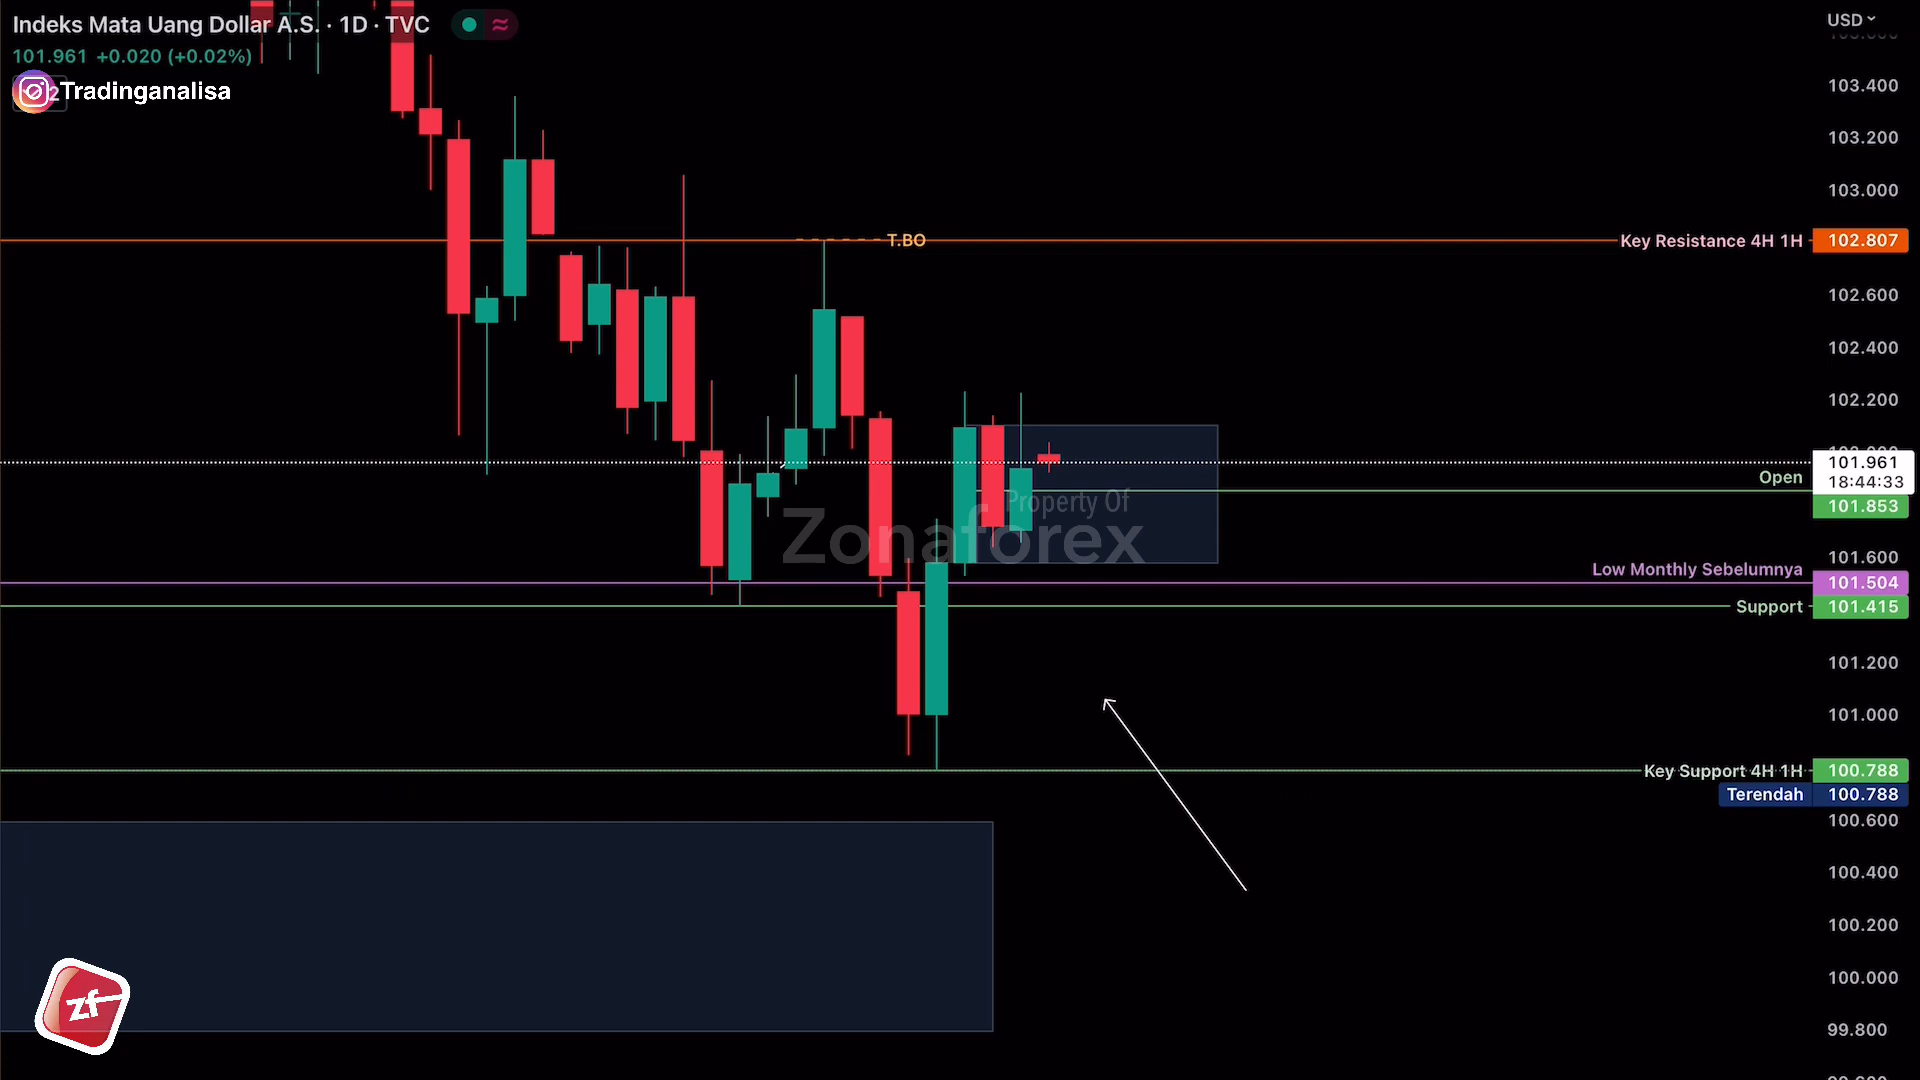 Indeks Mata Uang Dollar A.S. · 1D · TVC
USD
101.961 +0.020 (+0.02%)
Tradinganalisa
103.400
103.200
103.000
T.BO
Key Resistance 4H 1H 102.807
102.600
102.400
102.200
101.961
Open 18:44:33
101.853
Property Of
Zonaforex
101.600
Low Monthly Sebelumnya 101.504
Support 101.415
101.200
101.000
Key Support 4H 1H 100.788
Terendah 100.788
100.600
100.400
100.200
100.000
zf
99.800